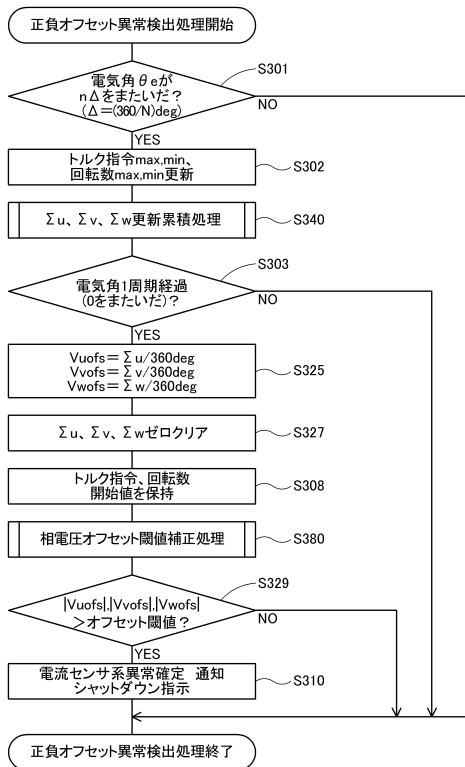 正負オフセット異常検出処理開始
電気角θeが
nΔをまたいだ？
(Δ＝(360/N)deg)
S301
NO
YES
トルク指令max,min、
回転数max,min更新
S302
Σu、Σv、Σw更新累積処理
S340
電気角1周期経過
(0をまたいだ)？
S303
NO
YES
Vuofs＝Σu/360deg
Vvofs＝Σv/360deg
Vwofs＝Σw/360deg
S325
Σu、Σv、Σwゼロクリア
S327
トルク指令、回転数
開始値を保持
S308
相電圧オフセット閾値補正処理
S380
|Vuofs|,|Vvofs|,|Vwofs|
＞オフセット閾値？
S329
NO
YES
電流センサ系異常確定　通知
シャットダウン指示
S310
正負オフセット異常検出処理終了